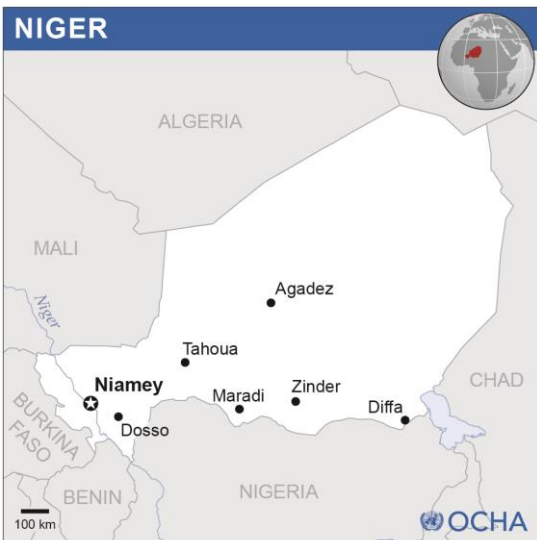 NIGER
ALGERIA
MALI
Niger
Agadez
Tahoua
Niamey
Maradi
Zinder
Diffa
CHAD
Dosso
BURKINA
FASO
BENIN
NIGERIA
100 km
OCHA